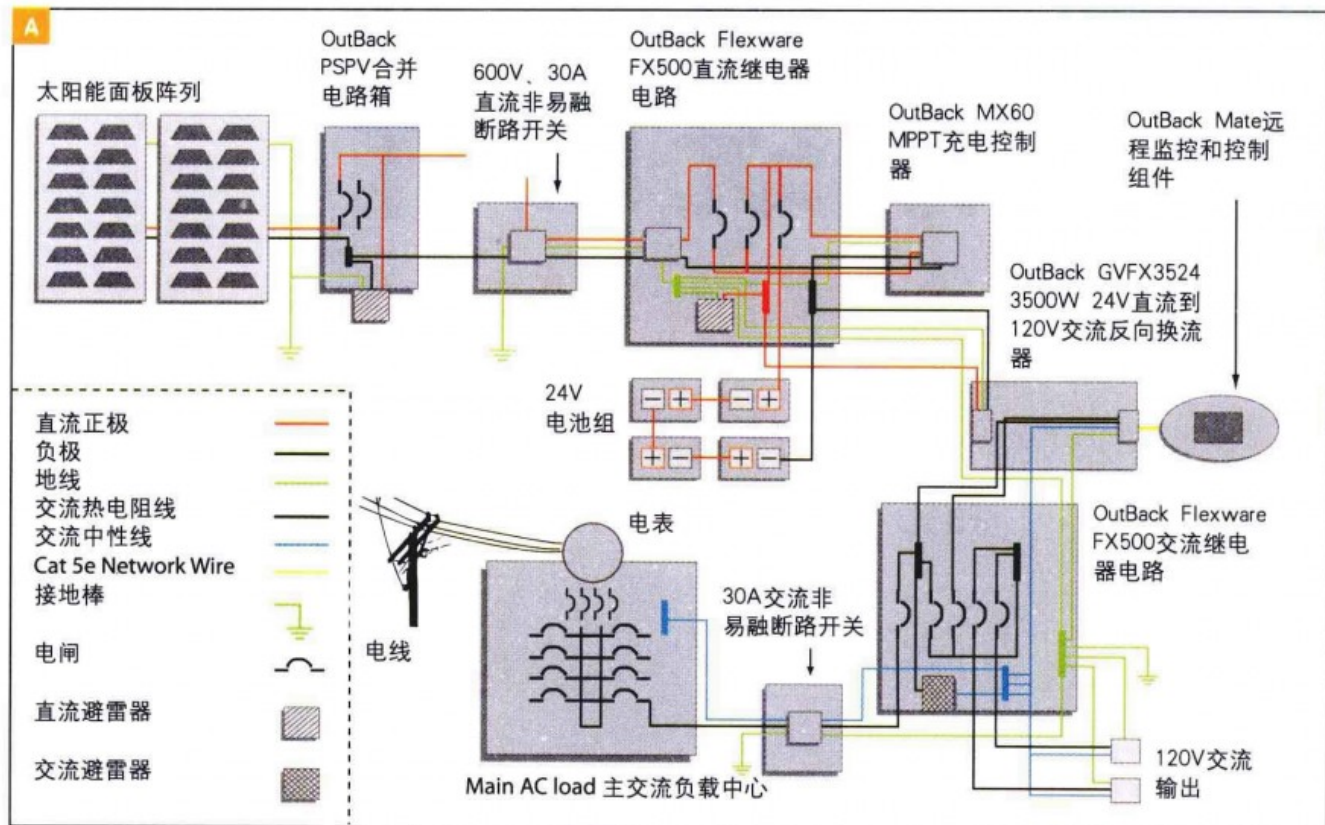 A
太阳能面板阵列
OutBack
PSPV合并
电路箱
600V、30A
直流非易融
断路开关
OutBack Flexware
FX500直流继电器
电路
OutBack MX60
MPPT充电控制
器
OutBack Mate远
程监控和控制
组件
OutBack GVFX3524
3500W 24V直流到
120V交流反向换流
器
24V
电池组
直流正极
负极
地线
交流热电阻线
交流中性线
Cat 5e Network Wire
接地棒
电闸
直流避雷器
交流避雷器
电线
电表
Main AC load 主交流负载中心
30A交流非
易融断路开关
OutBack Flexware
FX500交流继电
器电路
120V交流
输出